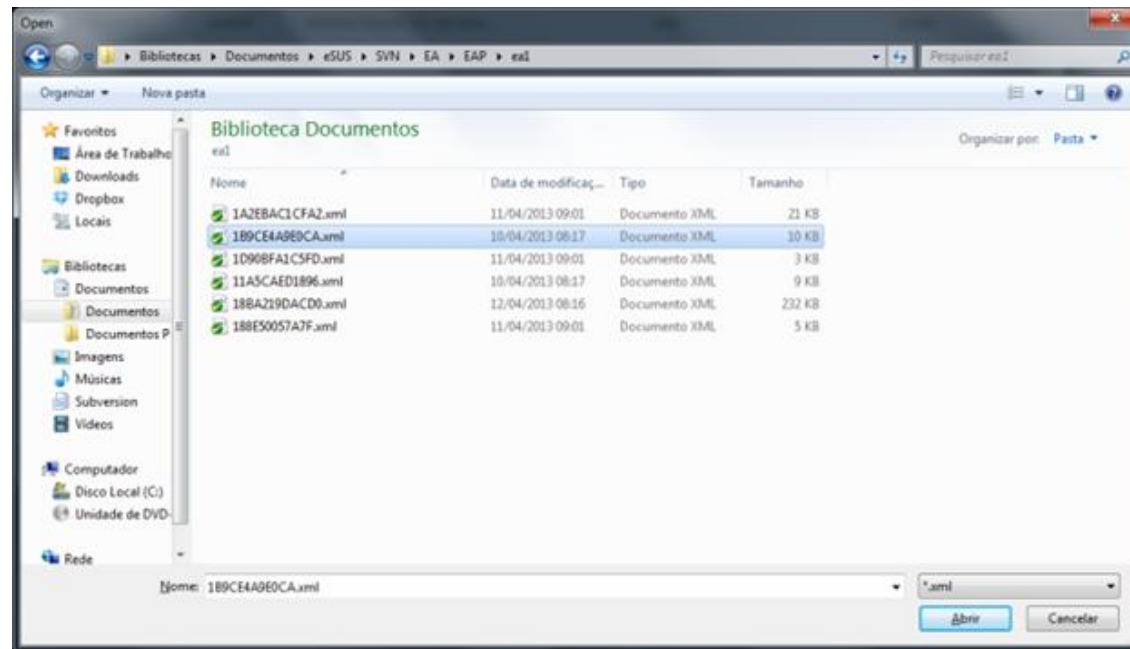 Open
Bibliotecas ▸ Documentos ▸ eSUS ▸ SVN ▸ EA ▸ EAP ▸ ea1
Pesquisar ea1
Organizar
Nova pasta
Favoritos
Área de Trabalho
Downloads
Dropbox
Locais
Bibliotecas
Documentos
Documentos
Documentos P
Imagens
Músicas
Subversion
Vídeos
Computador
Disco Local (C:)
Unidade de DVD-
Rede
Biblioteca Documentos
ea1
Organizar por: Pasta
Nome Data de modificaç... Tipo Tamanho
1A2EBAC1CFA2.xml 11/04/2013 09:01 Documento XML 21 KB
1B9CE4A9E0CA.xml 10/04/2013 08:17 Documento XML 10 KB
1D90BFA1C5FD.xml 11/04/2013 09:01 Documento XML 3 KB
11A5CAED1896.xml 10/04/2013 08:17 Documento XML 9 KB
18BA219DACD0.xml 12/04/2013 08:16 Documento XML 232 KB
188E50057A7F.xml 11/04/2013 09:01 Documento XML 5 KB
Nome: 1B9CE4A9E0CA.xml
*.xml
Abrir
Cancelar